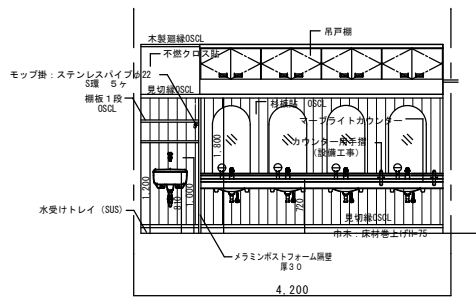 木製廻縁OSCL
吊戸棚
不燃クロス貼
モップ掛：ステンレスパイプφ22
S環　5ヶ
見切縁OSCL
棚板１段
OSCL
杉板貼　OSCL
マーブライトカウンター
カウンター用手摺
（設備工事）
1,800
1,200
810
1,000
720
水受けトレイ（SUS）
見切縁OSCL
巾木：床材巻上げH=75
メラミンポストフォーム隔壁
厚３０
4,200